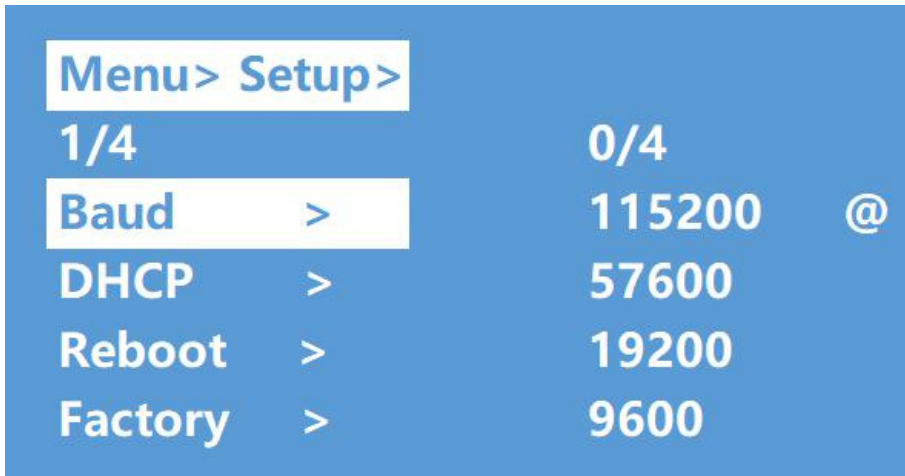 Menu> Setup>
1/4 0/4
Baud > 115200 @
DHCP > 57600
Reboot > 19200
Factory > 9600